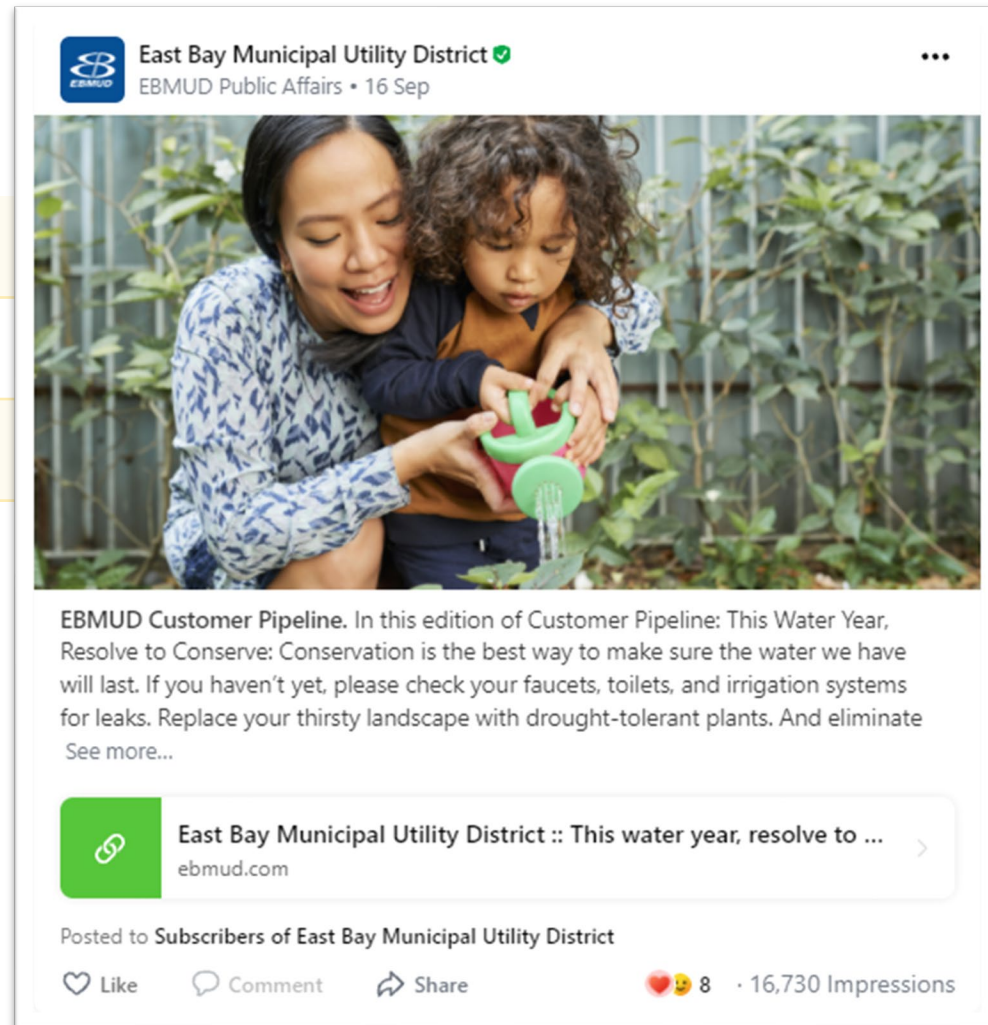 East Bay Municipal Utility District
EBMUD
EBMUD Public Affairs • 16 Sep
EBMUD Customer Pipeline. In this edition of Customer Pipeline: This Water Year,
Resolve to Conserve: Conservation is the best way to make sure the water we have
will last. If you haven’t yet, please check your faucets, toilets, and irrigation systems
for leaks. Replace your thirsty landscape with drought-tolerant plants. And eliminate
See more...
East Bay Municipal Utility District :: This water year, resolve to ...
ebmud.com
Posted to Subscribers of East Bay Municipal Utility District
Like Comment Share 8 · 16,730 Impressions